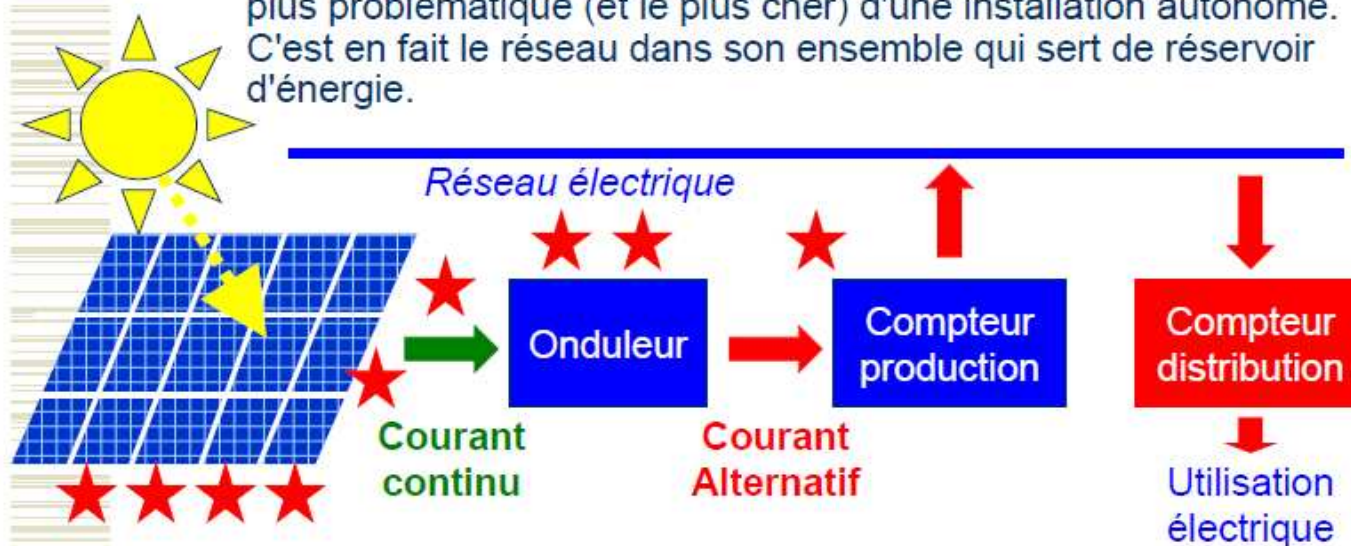 plus problématique (et le plus cher) d'une installation autonome.
C'est en fait le réseau dans son ensemble qui sert de réservoir
d'énergie.
Réseau électrique
Onduleur
Compteur
production
Compteur
distribution
Courant
continu
Courant
Alternatif
Utilisation
électrique